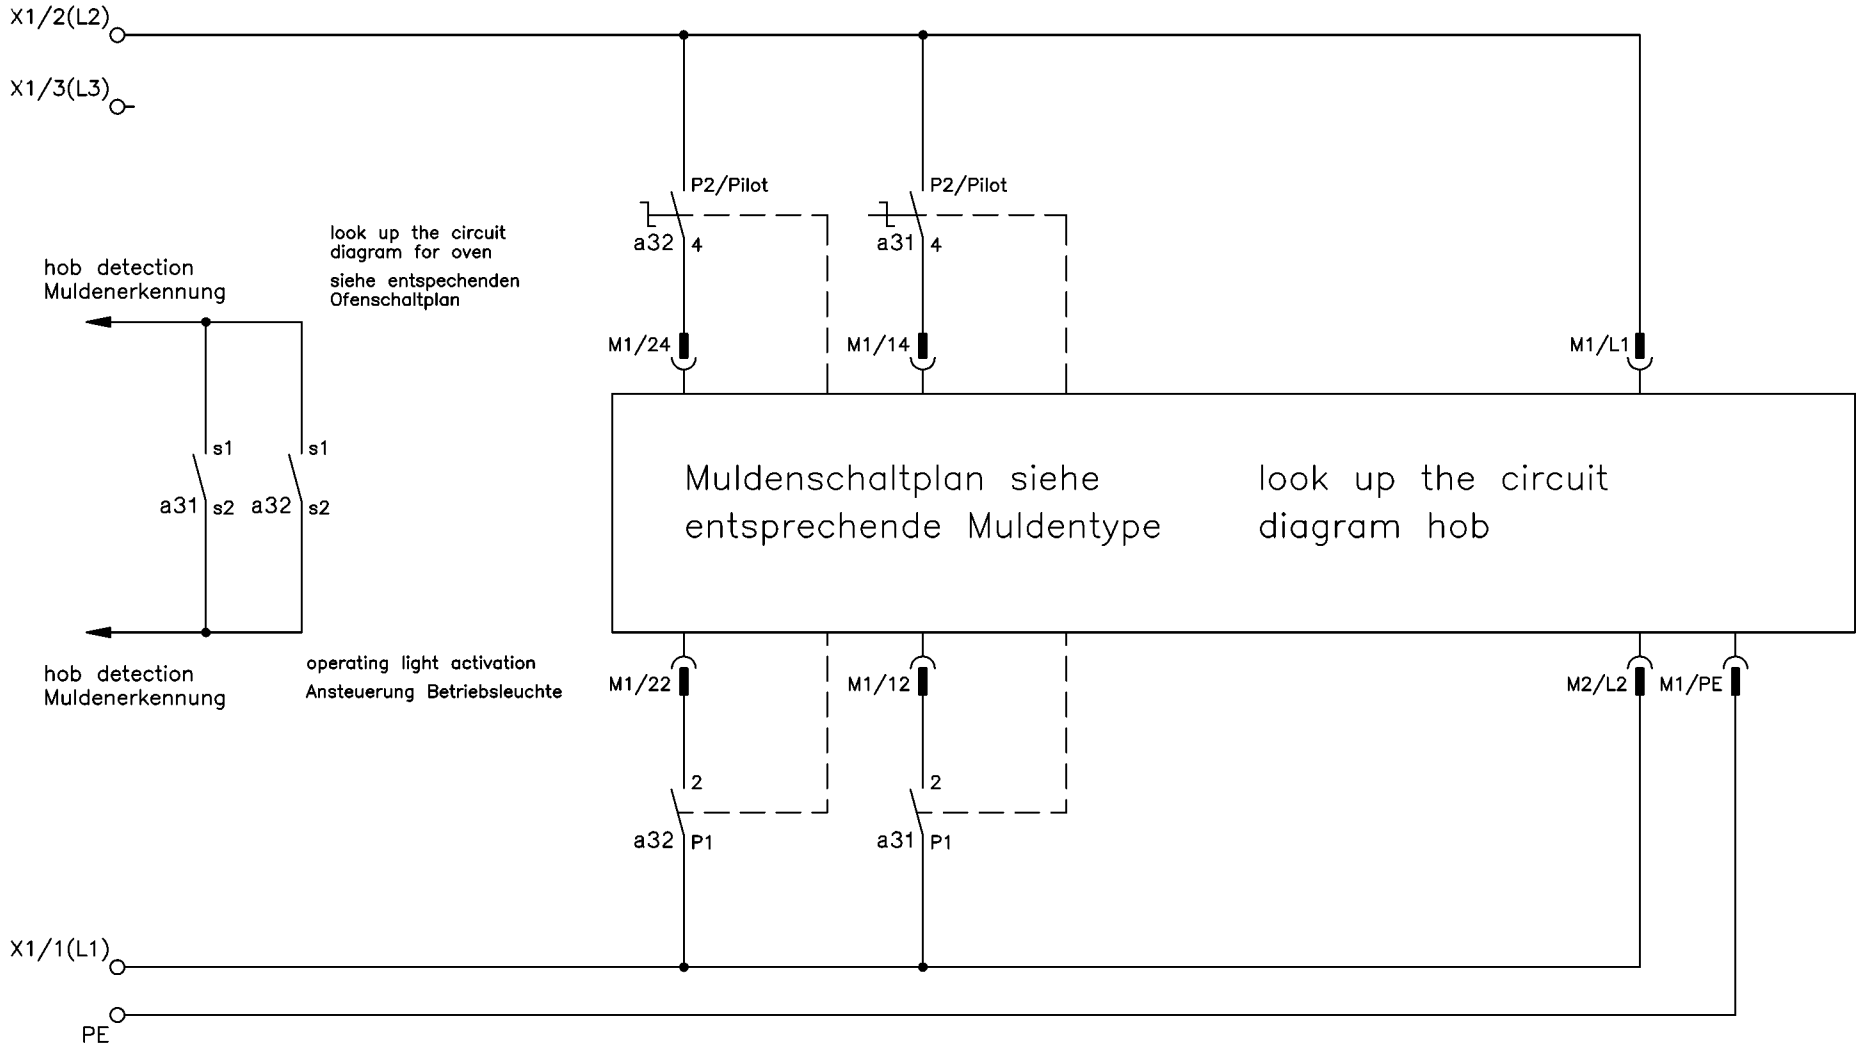 X1/2(L2)
X1/3(L3)
P2/Pilot
P2/Pilot
a32 4
a31 4
look up the circuit
diagram for oven
siehe entspechenden
Ofenschaltplan
hob detection
Muldenerkennung
M1/24
M1/14
M1/L1
s1
s1
a31 s2
a32 s2
Muldenschaltplan siehe
entsprechende Muldentype
look up the circuit
diagram hob
hob detection
Muldenerkennung
operating light activation
Ansteuerung Betriebsleuchte
M1/22
M1/12
M2/L2
M1/PE
2
2
a32 P1
a31 P1
X1/1(L1)
PE